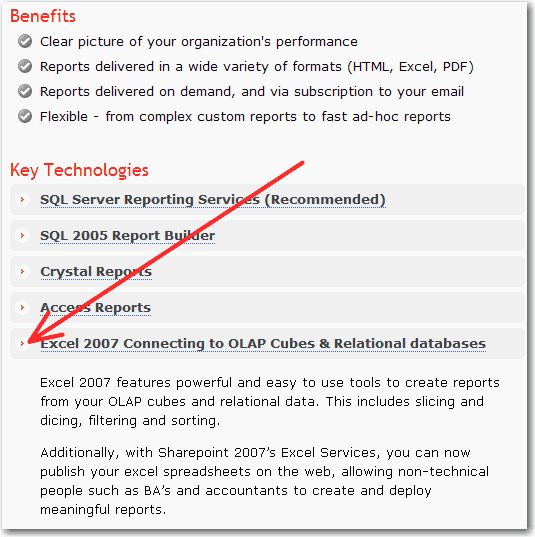 Benefits
Clear picture of your organization's performance
Reports delivered in a wide variety of formats (HTML, Excel, PDF)
Reports delivered on demand, and via subscription to your email
Flexible - from complex custom reports to fast ad-hoc reports
Key Technologies
SQL Server Reporting Services (Recommended)
SQL 2005 Report Builder
Crystal Reports
Access Reports
Excel 2007 Connecting to OLAP Cubes & Relational databases
Excel 2007 features powerful and easy to use tools to create reports
from your OLAP cubes and relational data. This includes slicing and
dicing, filtering and sorting.
Additionally, with Sharepoint 2007’s Excel Services, you can now
publish your excel spreadsheets on the web, allowing non-technical
people such as BA’s and accountants to create and deploy
meaningful reports.